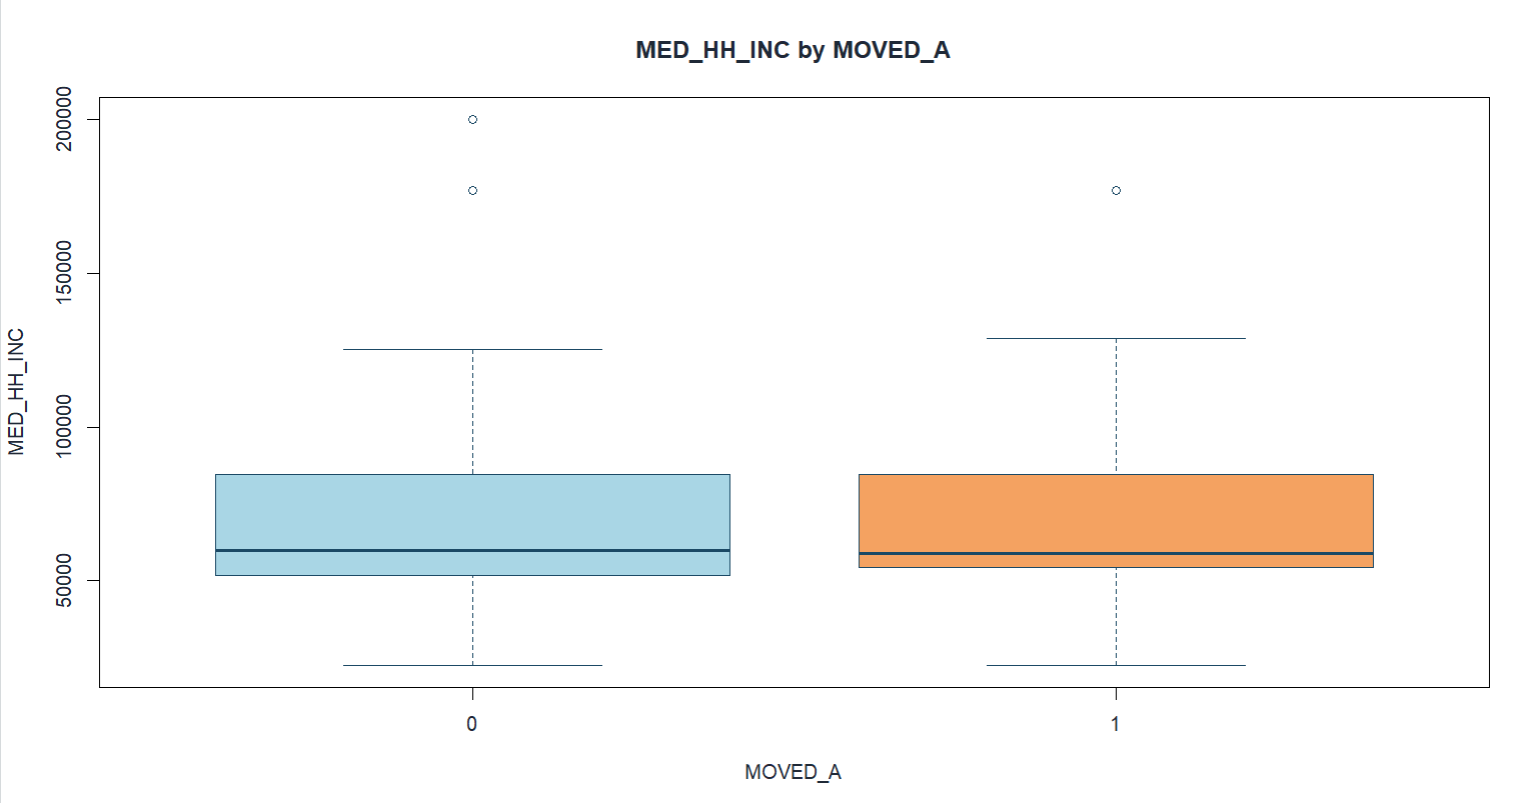 MED_HH_INC by MOVED_A
MED_HH_INC
200000
150000
100000
50000
0
1
MOVED_A